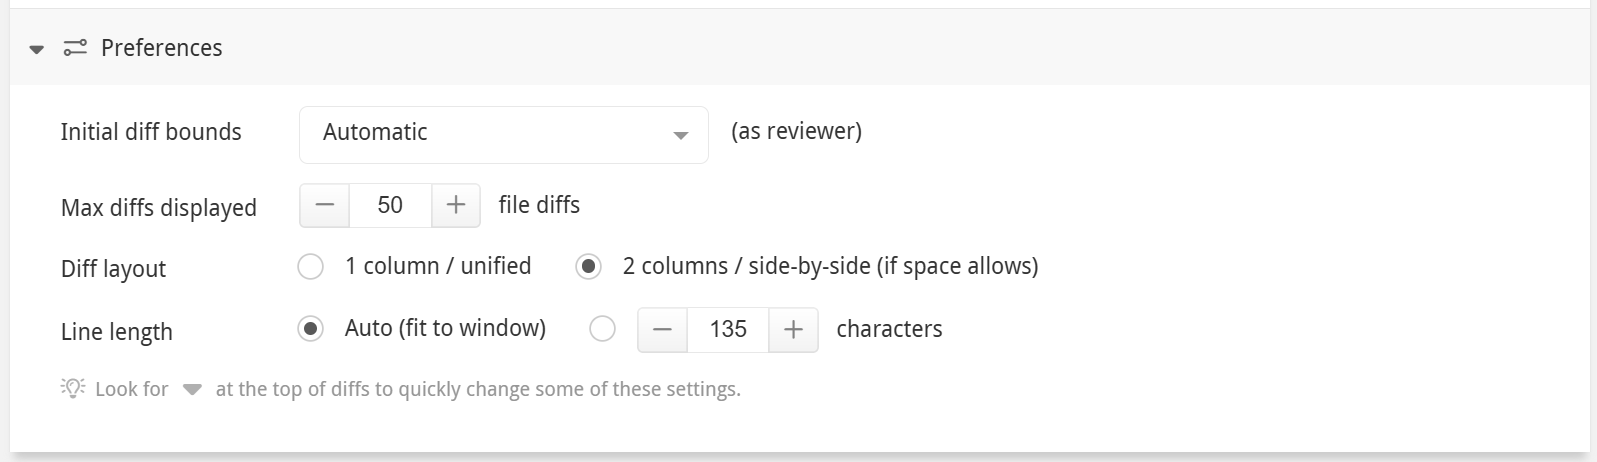 Preferences
Initial diff bounds Automatic (as reviewer)
Max diffs displayed 50 file diffs
Diff layout 1 column / unified 2 columns / side-by-side (if space allows)
Line length Auto (fit to window) 135 characters
Look for at the top of diffs to quickly change some of these settings.